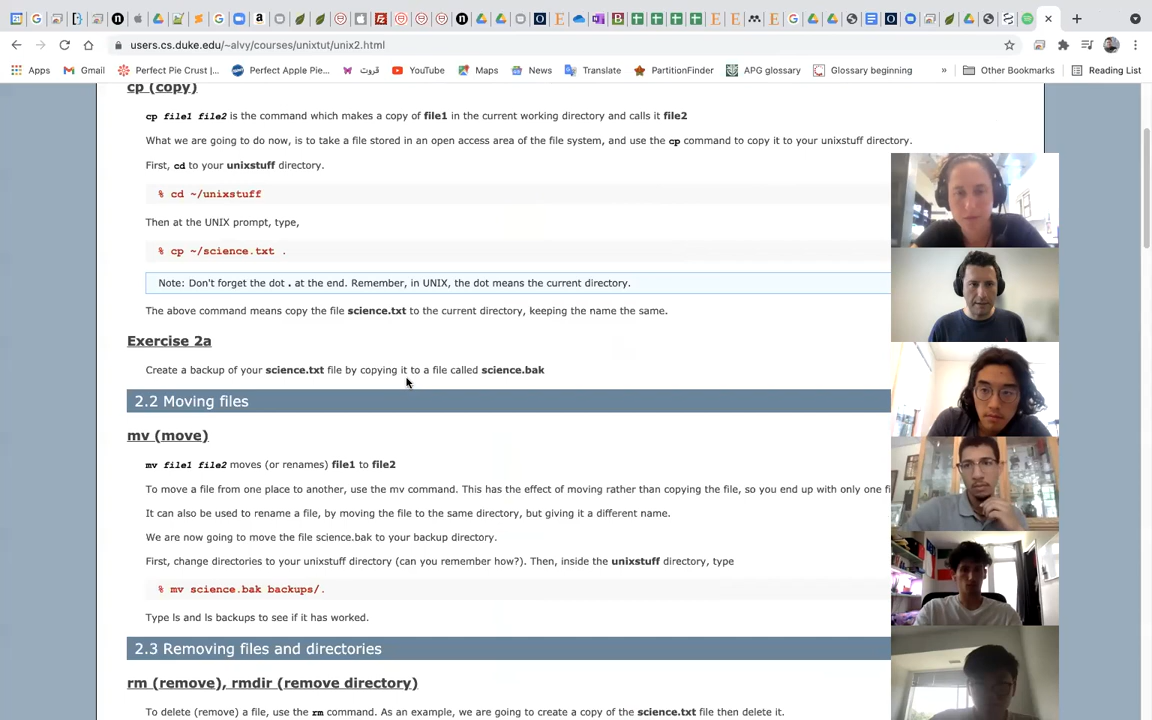 users.cs.duke.edu/~alvy/courses/unixtut/unix2.html
Apps Gmail Perfect Pie Crust |... Perfect Apple Pie... قروت YouTube Maps News Translate PartitionFinder APG glossary Glossary beginning » Other Bookmarks Reading List
cp (copy)
cp file1 file2 is the command which makes a copy of file1 in the current working directory and calls it file2
What we are going to do now, is to take a file stored in an open access area of the file system, and use the cp command to copy it to your unixstuff directory.
First, cd to your unixstuff directory.
% cd ~/unixstuff
Then at the UNIX prompt, type,
% cp ~/science.txt .
Note: Don't forget the dot . at the end. Remember, in UNIX, the dot means the current directory.
The above command means copy the file science.txt to the current directory, keeping the name the same.
Exercise 2a
Create a backup of your science.txt file by copying it to a file called science.bak
2.2 Moving files
mv (move)
mv file1 file2 moves (or renames) file1 to file2
To move a file from one place to another, use the mv command. This has the effect of moving rather than copying the file, so you end up with only one fi
It can also be used to rename a file, by moving the file to the same directory, but giving it a different name.
We are now going to move the file science.bak to your backup directory.
First, change directories to your unixstuff directory (can you remember how?). Then, inside the unixstuff directory, type
% mv science.bak backups/.
Type ls and ls backups to see if it has worked.
2.3 Removing files and directories
rm (remove), rmdir (remove directory)
To delete (remove) a file, use the rm command. As an example, we are going to create a copy of the science.txt file then delete it.